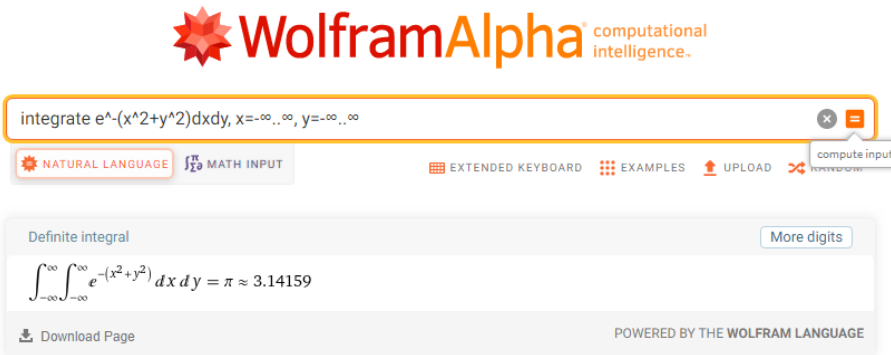 WolframAlpha computational intelligence.
integrate e^-(x^2+y^2)dxdy, x=-∞..∞, y=-∞..∞
compute input
NATURAL LANGUAGE
MATH INPUT
EXTENDED KEYBOARD
EXAMPLES
UPLOAD
RANDOM
Definite integral
More digits
∫_{-∞}^{∞} ∫_{-∞}^{∞} e^{-(x^2+y^2)} dx dy = π ≈ 3.14159
Download Page
POWERED BY THE WOLFRAM LANGUAGE